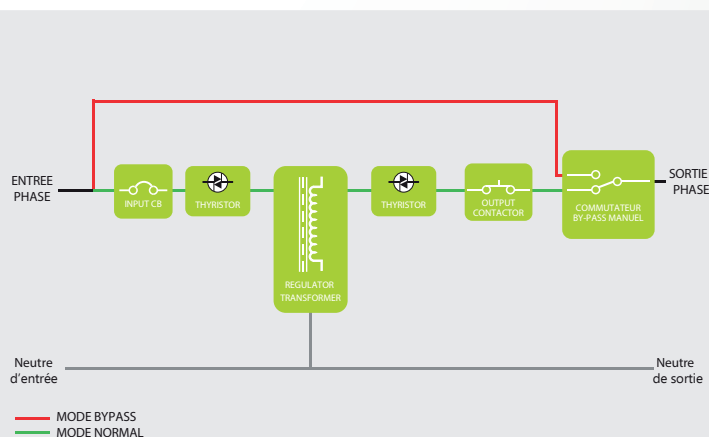 ENTREE
PHASE
INPUT CB
THYRISTOR
REGULATOR
TRANSFORMER
THYRISTOR
OUTPUT
CONTACTOR
COMMUTATEUR
BY-PASS MANUEL
SORTIE
PHASE
Neutre
d'entrée
Neutre
de sortie
MODE BYPASS
MODE NORMAL